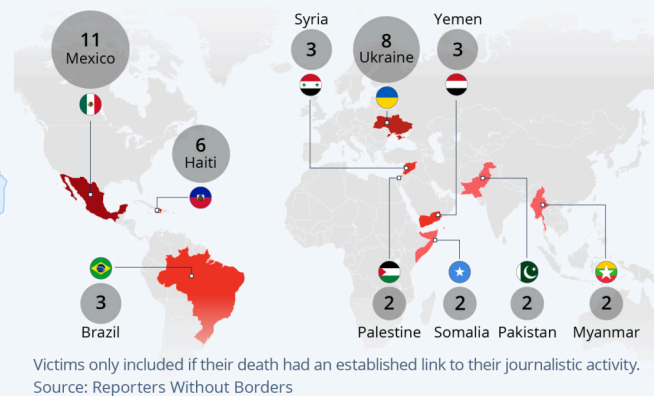 Syria
3
8
Ukraine
Yemen
3
11
Mexico
6
Haiti
3
Brazil
2
Palestine
2
Somalia
2
Pakistan
2
Myanmar
Victims only included if their death had an established link to their journalistic activity.
Source: Reporters Without Borders